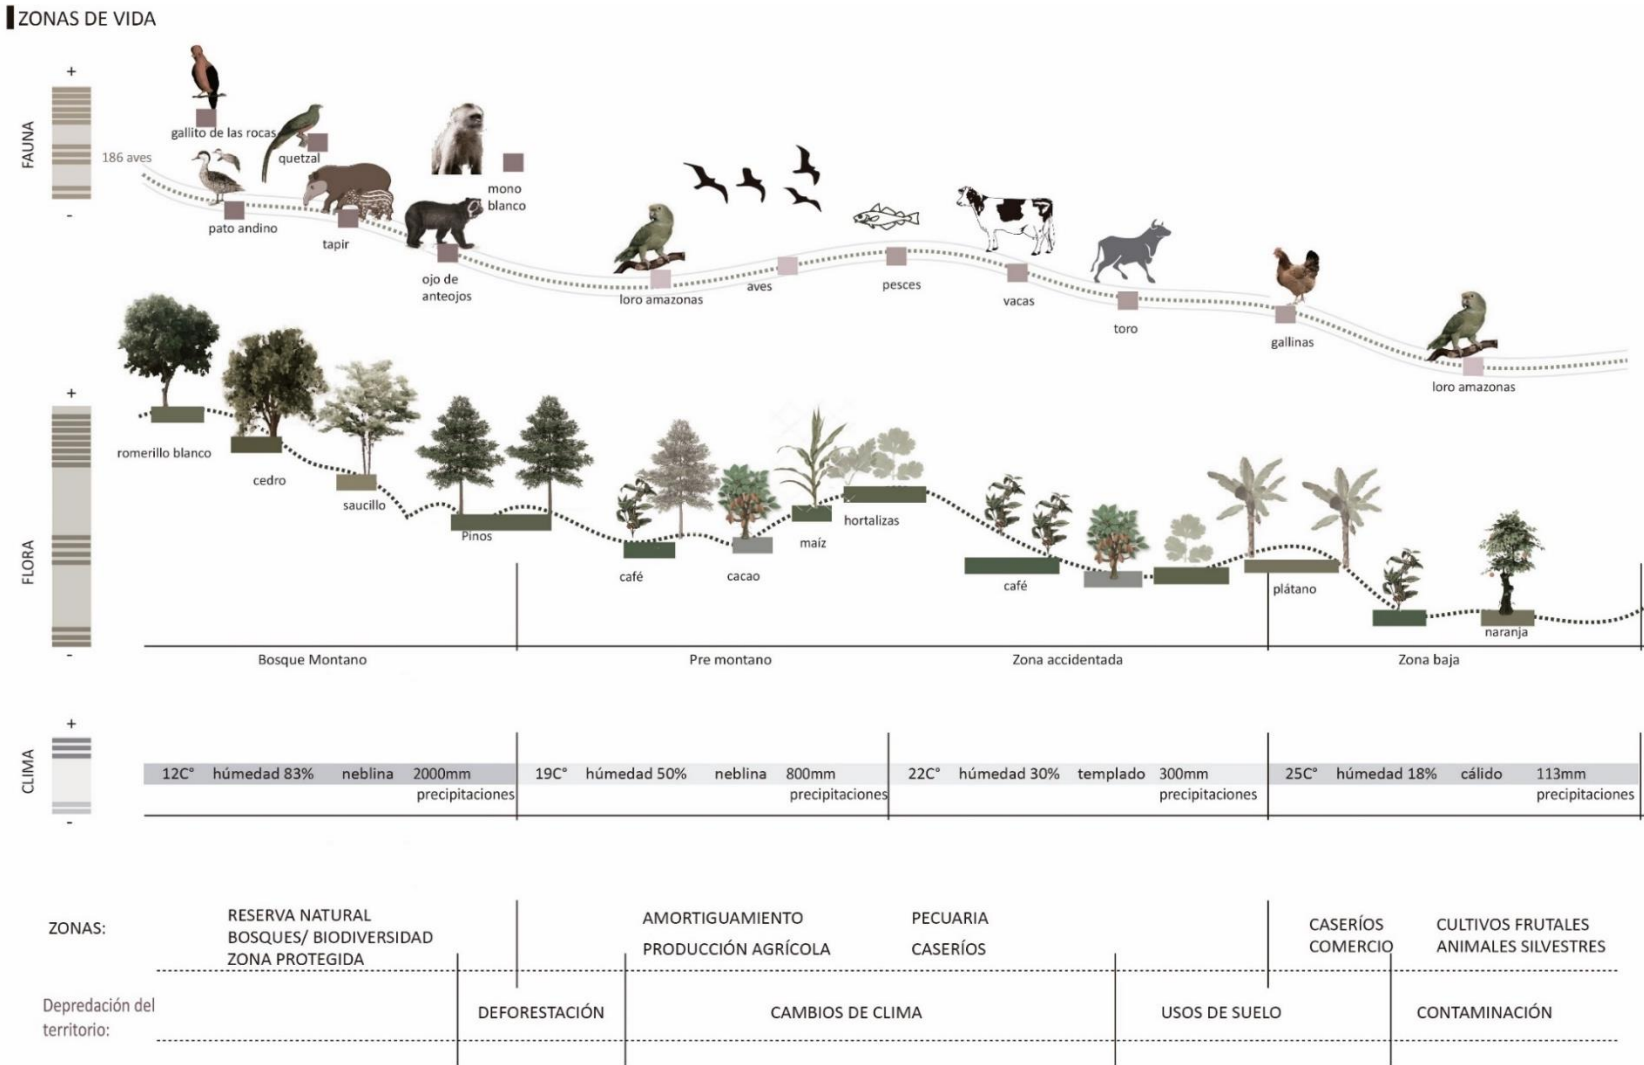 ZONAS DE VIDA
FAUNA
+
-
186 aves
gallito de las rocas
quetzal
pato andino
tapir
mono
blanco
ojo de
anteojos
loro amazonas
aves
pesces
vacas
toro
gallinas
loro amazonas
FLORA
+
-
romerillo blanco
cedro
saucillo
Pinos
café
cacao
maíz
hortalizas
café
plátano
naranja
Bosque Montano
Pre montano
Zona accidentada
Zona baja
CLIMA
+
-
12C° húmedad 83% neblina 2000mm
precipitaciones
19C° húmedad 50% neblina 800mm
precipitaciones
22C° húmedad 30% templado 300mm
precipitaciones
25C° húmedad 18% cálido 113mm
precipitaciones
ZONAS:
RESERVA NATURAL
BOSQUES/ BIODIVERSIDAD
ZONA PROTEGIDA
AMORTIGUAMIENTO
PRODUCCIÓN AGRÍCOLA
PECUARIA
CASERÍOS
CASERÍOS
COMERCIO
CULTIVOS FRUTALES
ANIMALES SILVESTRES
Depredación del
territorio:
DEFORESTACIÓN
CAMBIOS DE CLIMA
USOS DE SUELO
CONTAMINACIÓN